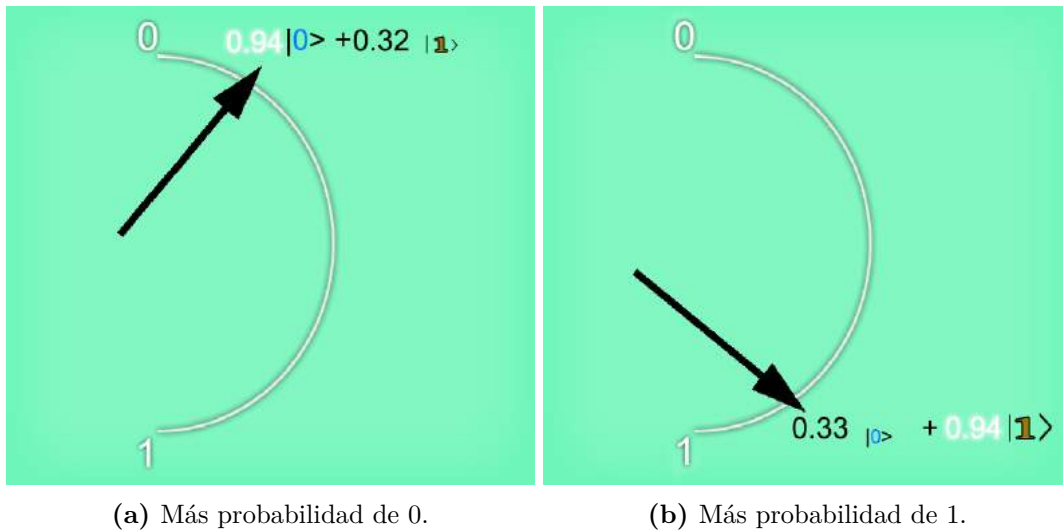 0
0.94|0> +0.32 |1⟩
1
(a) Más probabilidad de 0.
0
0.33 |0> + 0.94|1⟩
1
(b) Más probabilidad de 1.